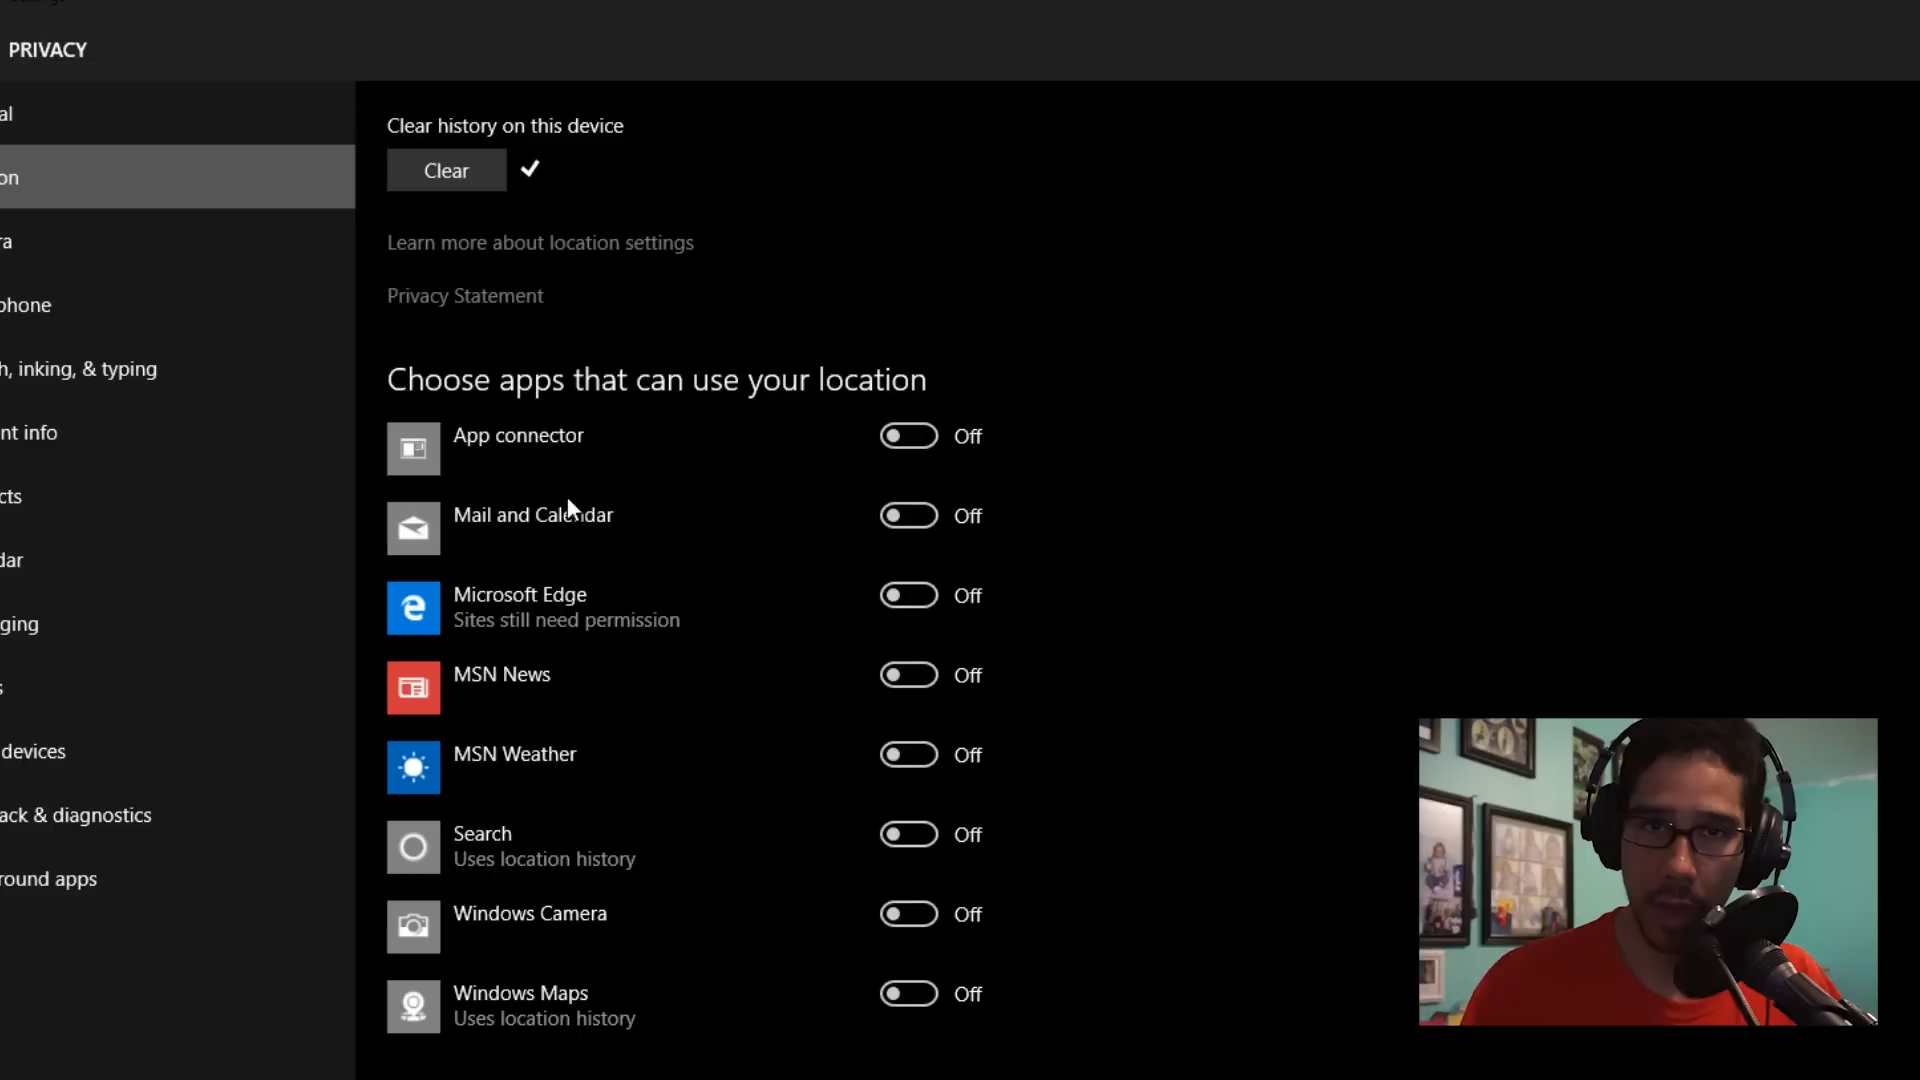 PRIVACY
al
on
ra
phone
h, inking, & typing
nt info
cts
dar
ging
s
devices
ack & diagnostics
round apps
Clear history on this device
Clear
Learn more about location settings
Privacy Statement
Choose apps that can use your location
App connector Off
Mail and Calendar Off
Microsoft Edge Off
Sites still need permission
MSN News Off
MSN Weather Off
Search Off
Uses location history
Windows Camera Off
Windows Maps Off
Uses location history